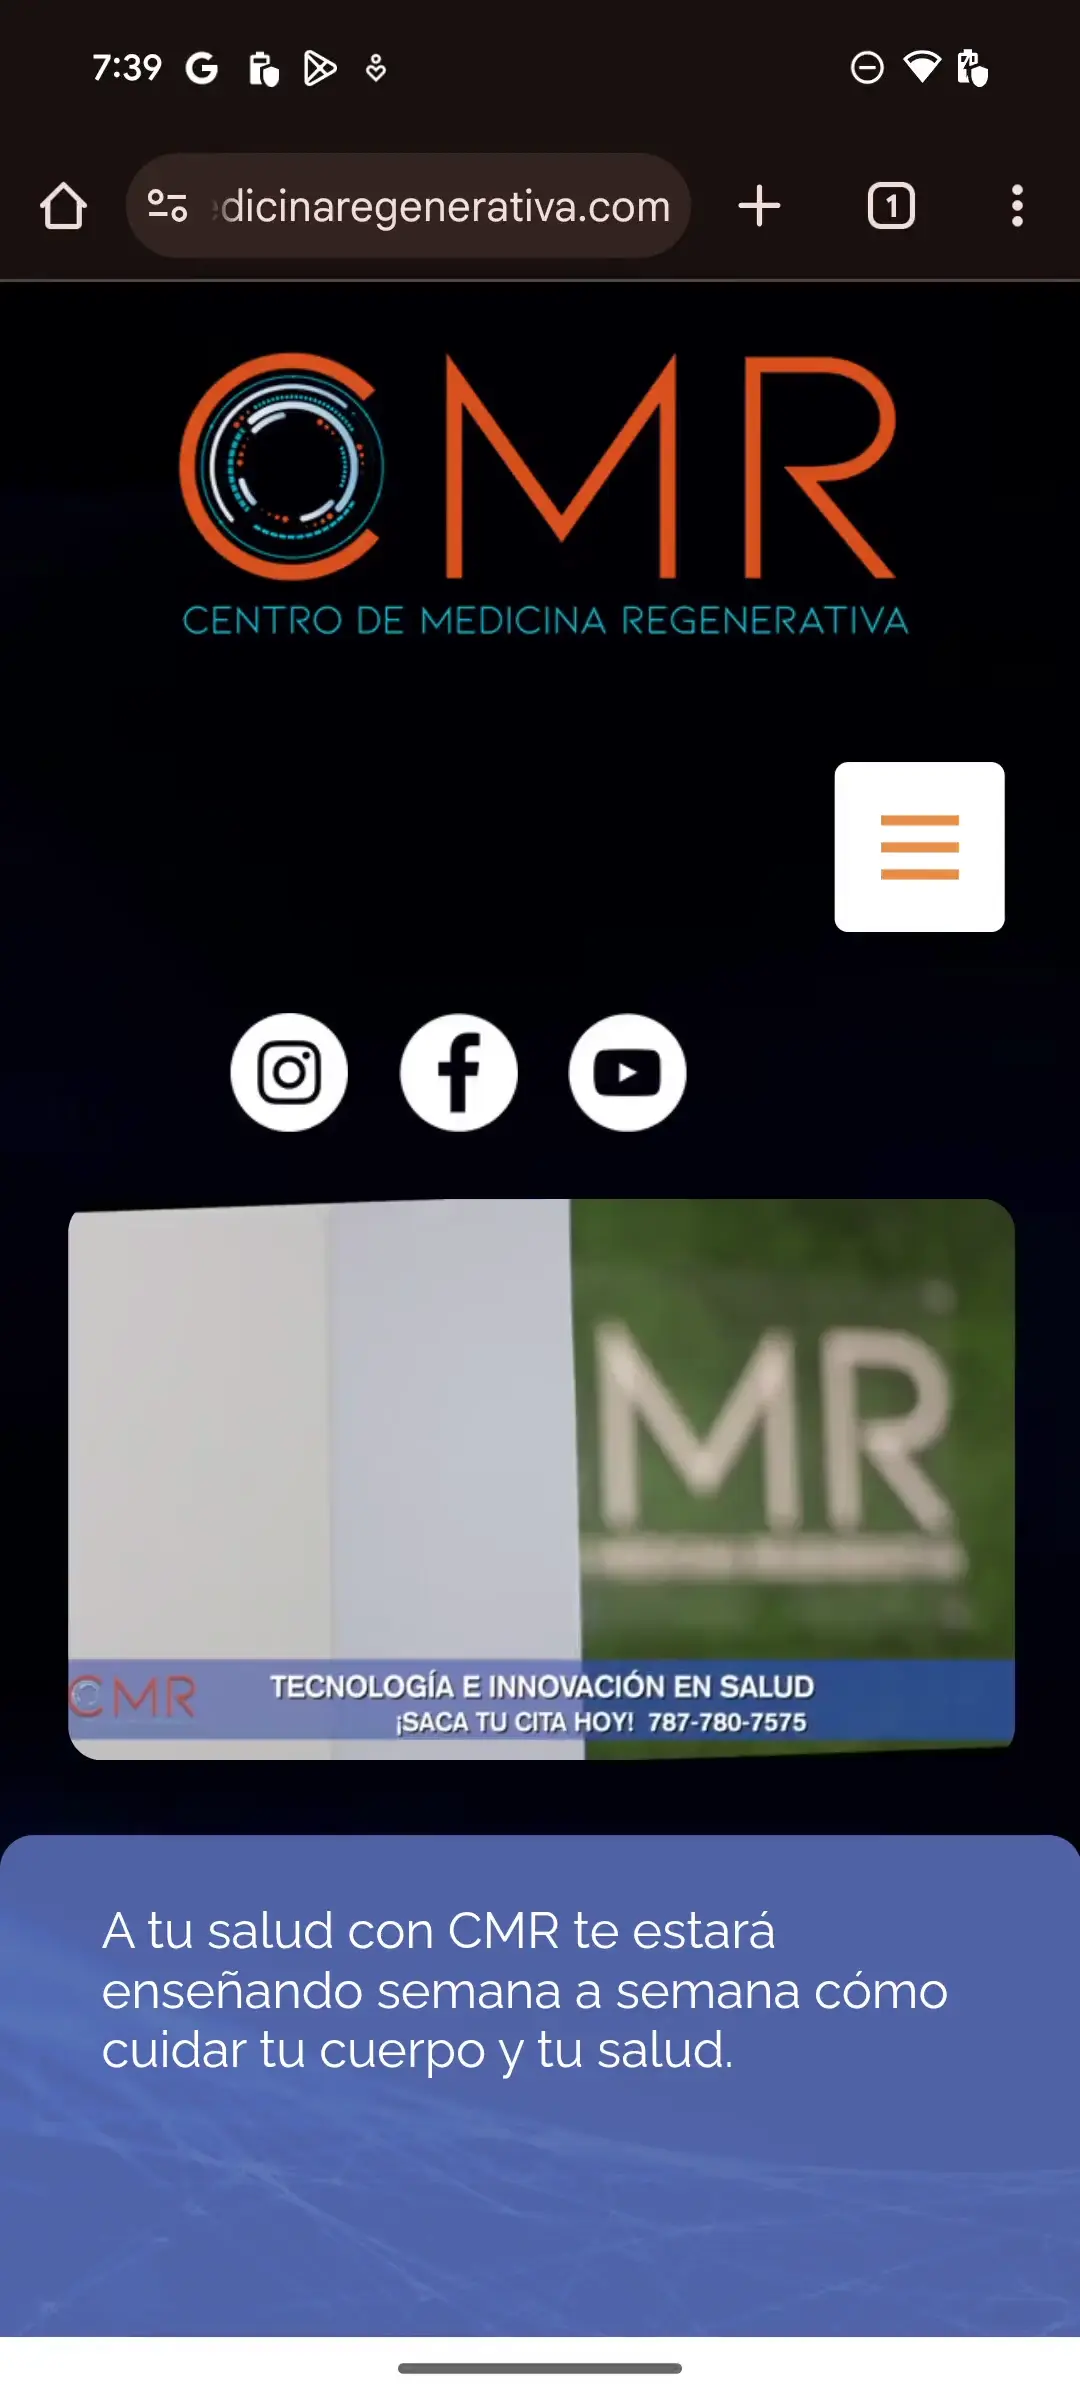 7:39
dicinaregenerativa.com
1
CMR
CENTRO DE MEDICINA REGENERATIVA
MR
CMR
TECNOLOGÍA E INNOVACIÓN EN SALUD
¡SACA TU CITA HOY! 787-780-7575
A tu salud con CMR te estará
enseñando semana a semana cómo
cuidar tu cuerpo y tu salud.